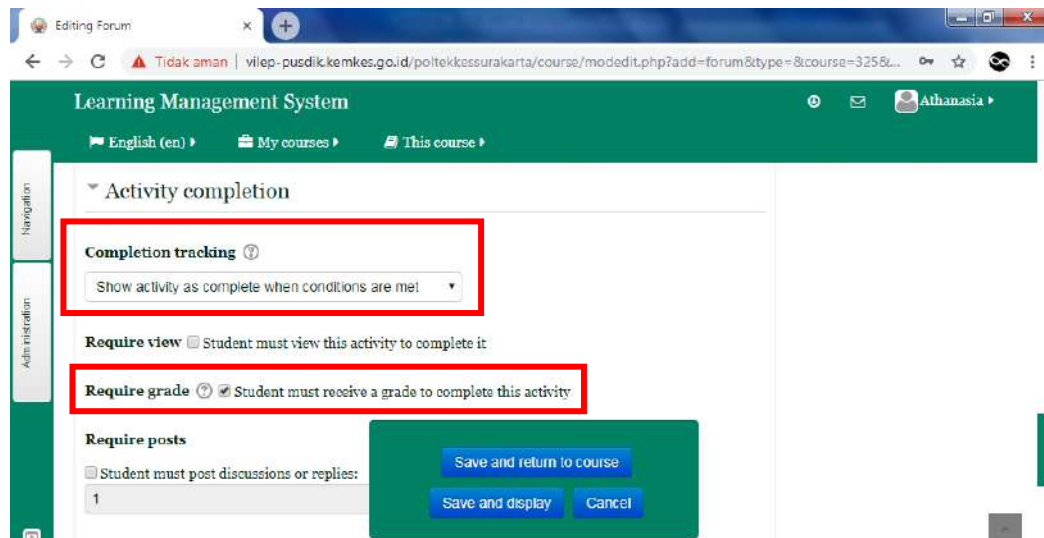 Editing Forum
Tidak aman | vilep-pusdik.kemkes.go.id/poltekkessurakarta/course/modedit.php?add=forum&type=&course=325&...
Learning Management System
Athanasia
English (en)
My courses
This course
Navigation
Activity completion
Completion tracking
Show activity as complete when conditions are met
Administration
Require view Student must view this activity to complete it
Require grade Student must receive a grade to complete this activity
Require posts
Student must post discussions or replies:
1
Save and return to course
Save and display Cancel